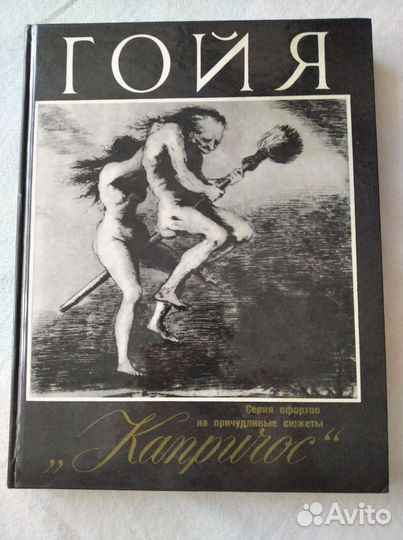 ГОЙЯ
Серия офортов
на причудливые сюжеты
„Капричос“
Avito